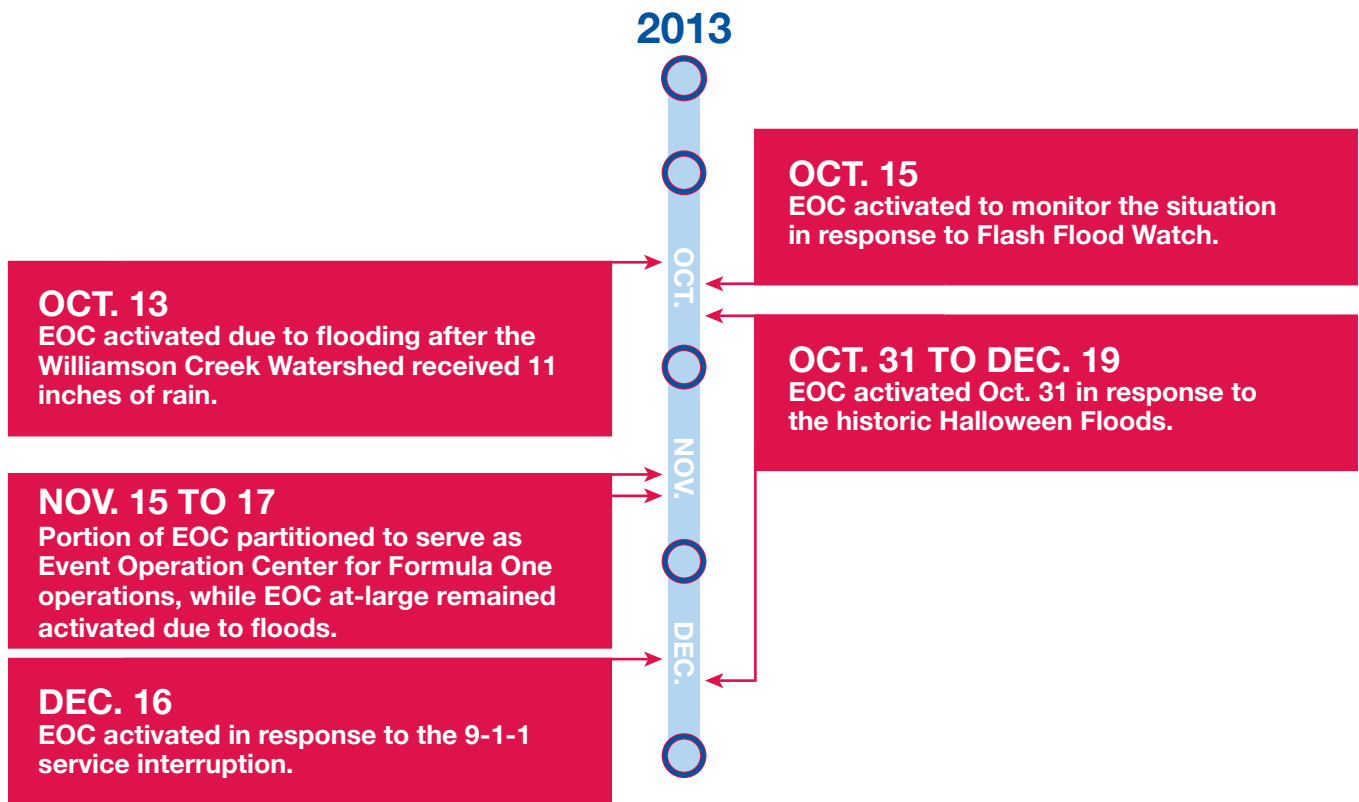 2013
OCT. 15
EOC activated to monitor the situation
in response to Flash Flood Watch.
OCT.
OCT. 13
EOC activated due to flooding after the
Williamson Creek Watershed received 11
inches of rain.
OCT. 31 TO DEC. 19
EOC activated Oct. 31 in response to
the historic Halloween Floods.
NOV.
NOV. 15 TO 17
Portion of EOC partitioned to serve as
Event Operation Center for Formula One
operations, while EOC at-large remained
activated due to floods.
DEC.
DEC. 16
EOC activated in response to the 9-1-1
service interruption.